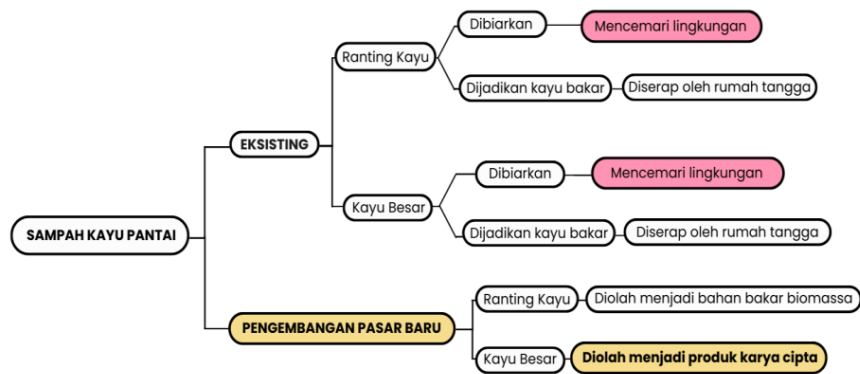 SAMPAH KAYU PANTAI
EKSISTING
Ranting Kayu
Dibiarkan
Mencemari lingkungan
Dijadikan kayu bakar
Diserap oleh rumah tangga
Kayu Besar
Dibiarkan
Mencemari lingkungan
Dijadikan kayu bakar
Diserap oleh rumah tangga
PENGEMBANGAN PASAR BARU
Ranting Kayu
Diolah menjadi bahan bakar biomassa
Kayu Besar
Diolah menjadi produk karya cipta